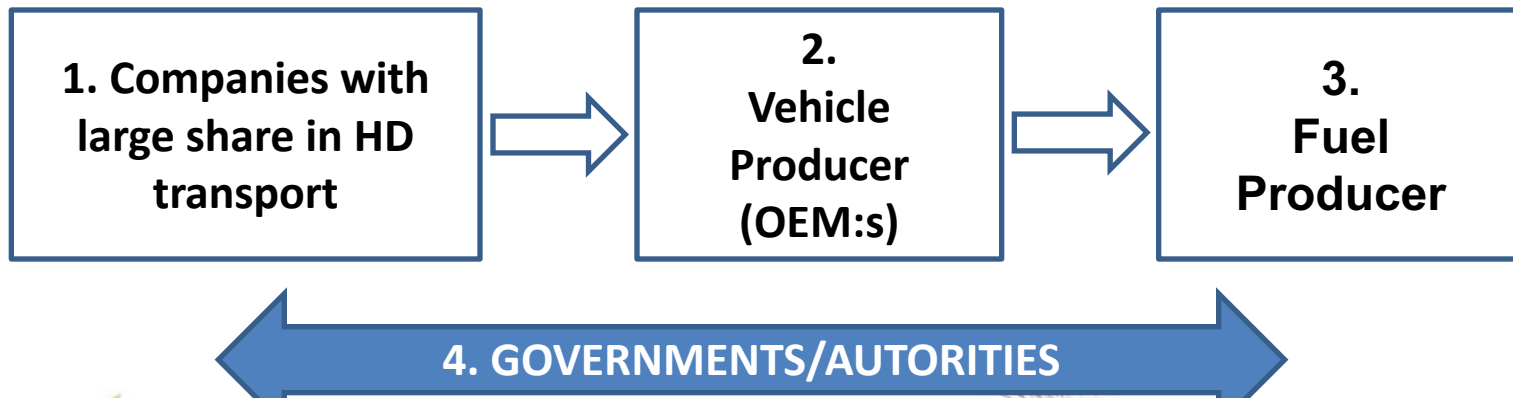 1. Companies with
large share in HD
transport
2.
Vehicle
Producer
(OEM:s)
3.
Fuel
Producer
4. GOVERNMENTS/AUTORITIES